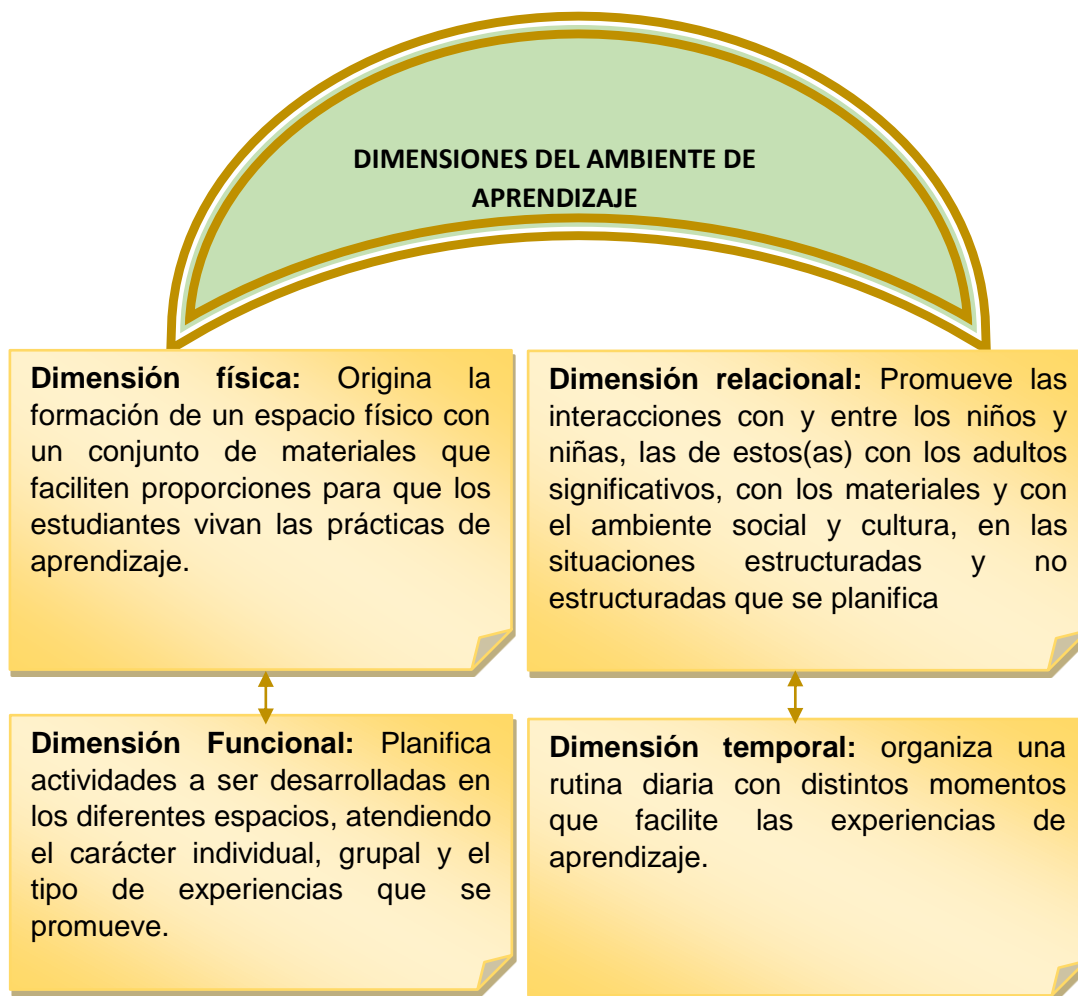 DIMENSIONES DEL AMBIENTE DE
APRENDIZAJE
Dimensión física: Origina la
formación de un espacio físico con
un conjunto de materiales que
faciliten proporciones para que los
estudiantes vivan las prácticas de
aprendizaje.
Dimensión relacional: Promueve las
interacciones con y entre los niños y
niñas, las de estos(as) con los adultos
significativos, con los materiales y con
el ambiente social y cultura, en las
situaciones estructuradas y no
estructuradas que se planifica
Dimensión Funcional: Planifica
actividades a ser desarrolladas en
los diferentes espacios, atendiendo
el carácter individual, grupal y el
tipo de experiencias que se
promueve.
Dimensión temporal: organiza una
rutina diaria con distintos momentos
que facilite las experiencias de
aprendizaje.